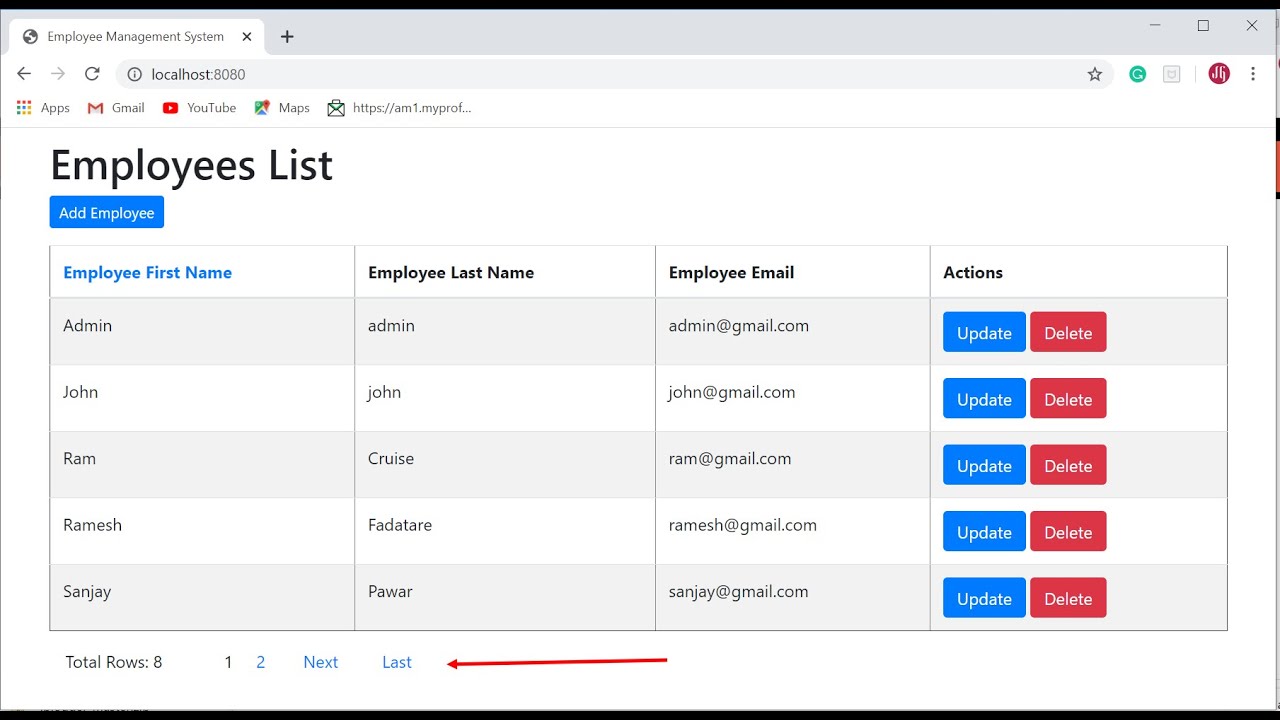 Employee Management System
localhost:8080
Apps Gmail YouTube Maps https://am1.myprof...
Employees List
Add Employee
Employee First Name Employee Last Name Employee Email Actions
Admin admin admin@gmail.com Update Delete
John john john@gmail.com Update Delete
Ram Cruise ram@gmail.com Update Delete
Ramesh Fadatare ramesh@gmail.com Update Delete
Sanjay Pawar sanjay@gmail.com Update Delete
Total Rows: 8 1 2 Next Last